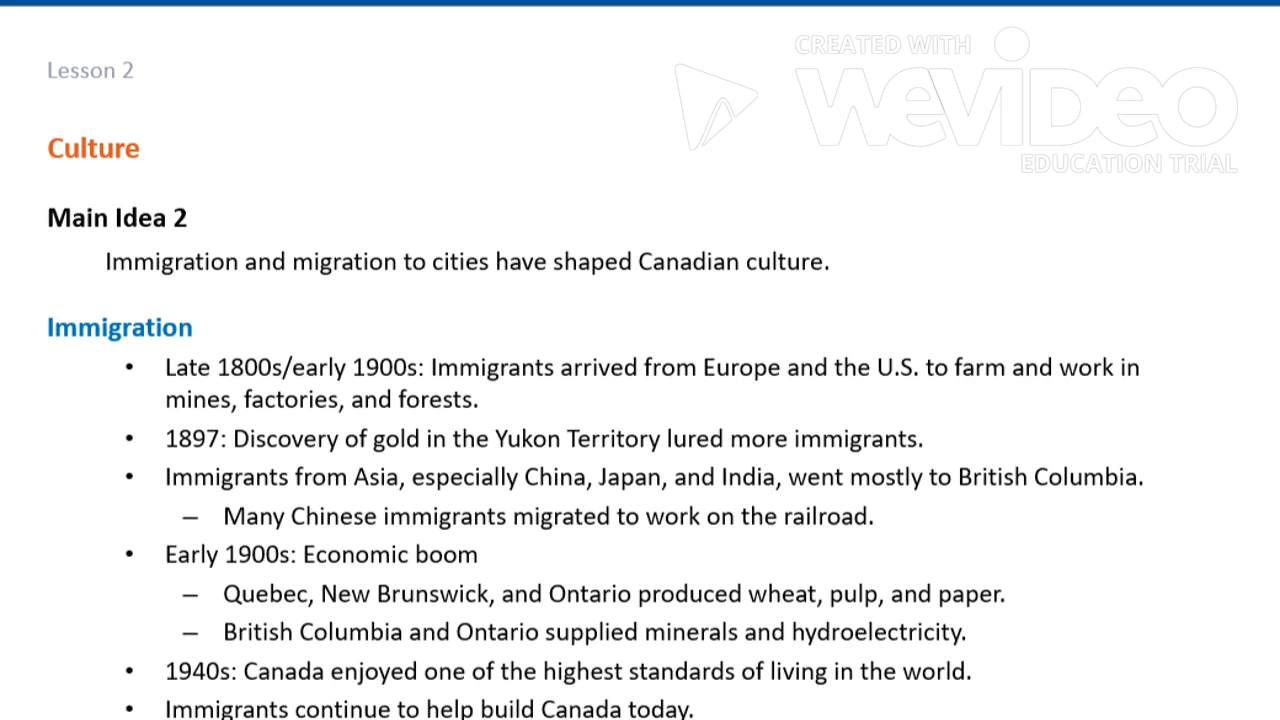 CREATED WITH
WeVideo
EDUCATION TRIAL
Lesson 2
Culture
Main Idea 2
Immigration and migration to cities have shaped Canadian culture.
Immigration
• Late 1800s/early 1900s: Immigrants arrived from Europe and the U.S. to farm and work in
mines, factories, and forests.
• 1897: Discovery of gold in the Yukon Territory lured more immigrants.
• Immigrants from Asia, especially China, Japan, and India, went mostly to British Columbia.
– Many Chinese immigrants migrated to work on the railroad.
• Early 1900s: Economic boom
– Quebec, New Brunswick, and Ontario produced wheat, pulp, and paper.
– British Columbia and Ontario supplied minerals and hydroelectricity.
• 1940s: Canada enjoyed one of the highest standards of living in the world.
• Immigrants continue to help build Canada today.